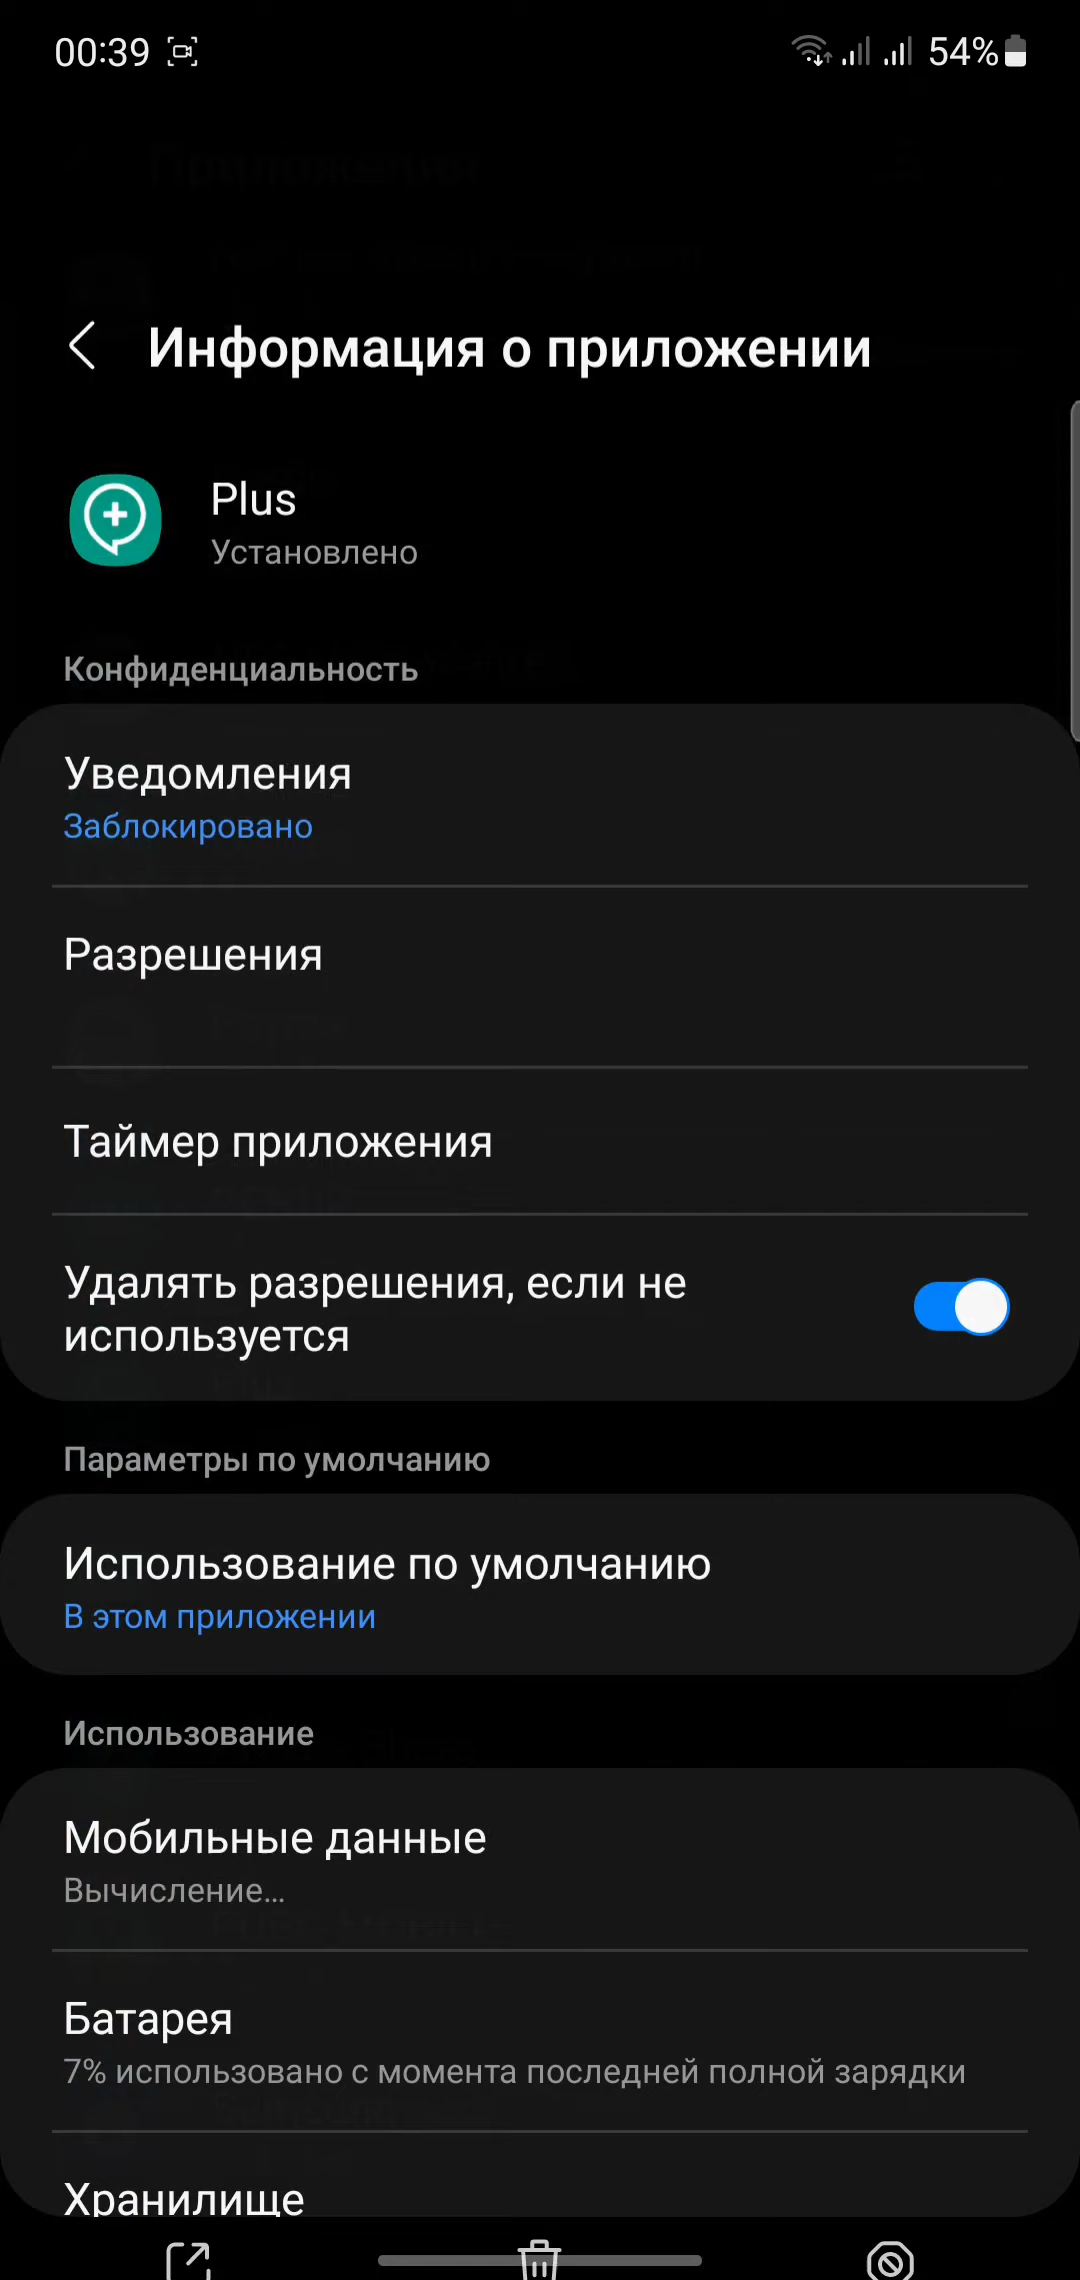 00:39
54%
Информация о приложении
Plus
Установлено
Конфиденциальность
Уведомления
Заблокировано
Разрешения
Таймер приложения
Удалять разрешения, если не
используется
Параметры по умолчанию
Использование по умолчанию
В этом приложении
Использование
Мобильные данные
Вычисление...
Батарея
7% использовано с момента последней полной зарядки
Хранилище